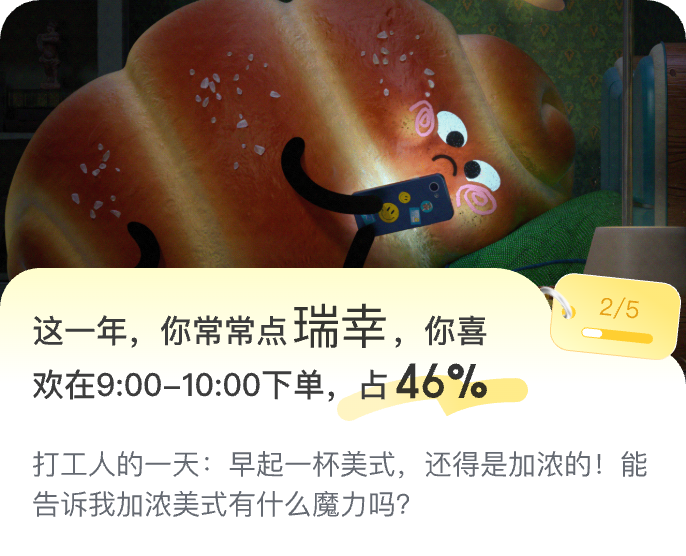 2/5
这一年，你常常点瑞幸，你喜
欢在9:00–10:00下单，占46%
打工人的一天：早起一杯美式，还得是加浓的！能
告诉我加浓美式有什么魔力吗？